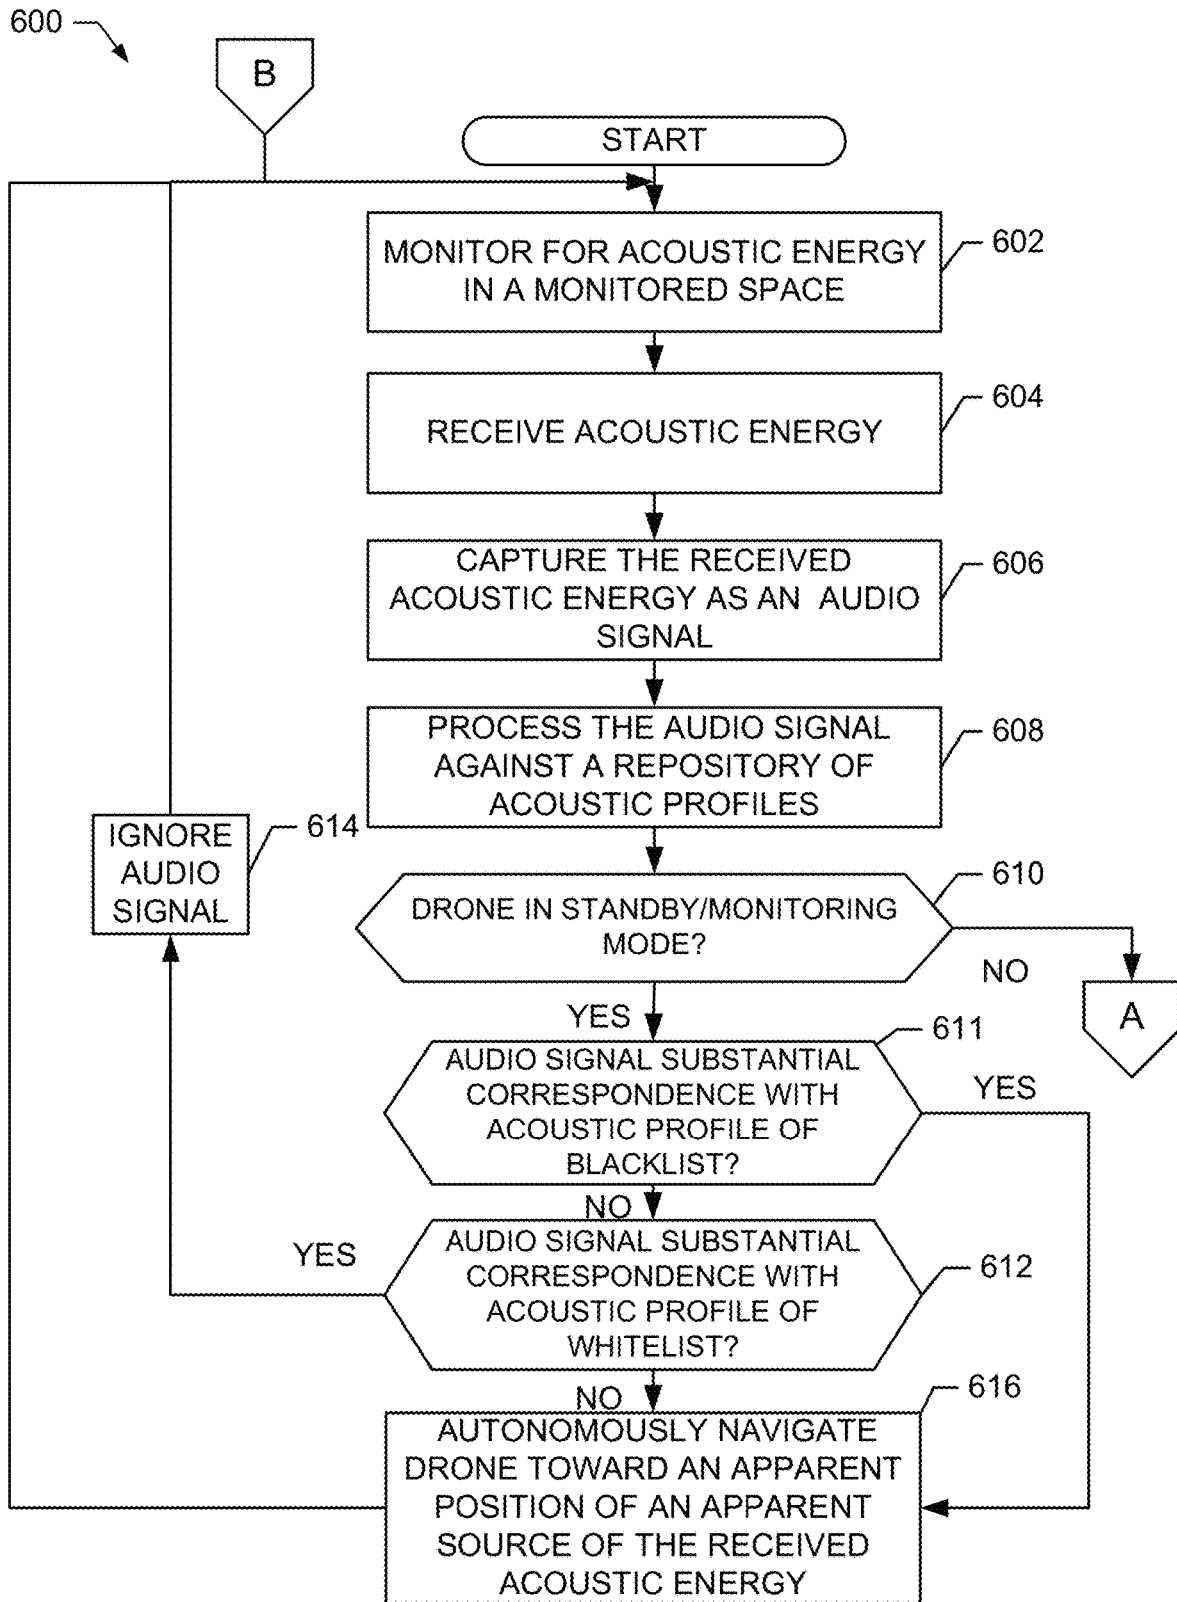 600
B
START
MONITOR FOR ACOUSTIC ENERGY
IN A MONITORED SPACE
602
RECEIVE ACOUSTIC ENERGY
604
CAPTURE THE RECEIVED
ACOUSTIC ENERGY AS AN AUDIO
SIGNAL
606
PROCESS THE AUDIO SIGNAL
AGAINST A REPOSITORY OF
ACOUSTIC PROFILES
608
IGNORE
AUDIO
SIGNAL
614
DRONE IN STANDBY/MONITORING
MODE?
610
NO
A
YES
AUDIO SIGNAL SUBSTANTIAL
CORRESPONDENCE WITH
ACOUSTIC PROFILE OF
BLACKLIST?
611
YES
NO
AUDIO SIGNAL SUBSTANTIAL
CORRESPONDENCE WITH
ACOUSTIC PROFILE OF
WHITELIST?
612
YES
NO
AUTONOMOUSLY NAVIGATE
DRONE TOWARD AN APPARENT
POSITION OF AN APPARENT
SOURCE OF THE RECEIVED
ACOUSTIC ENERGY
616